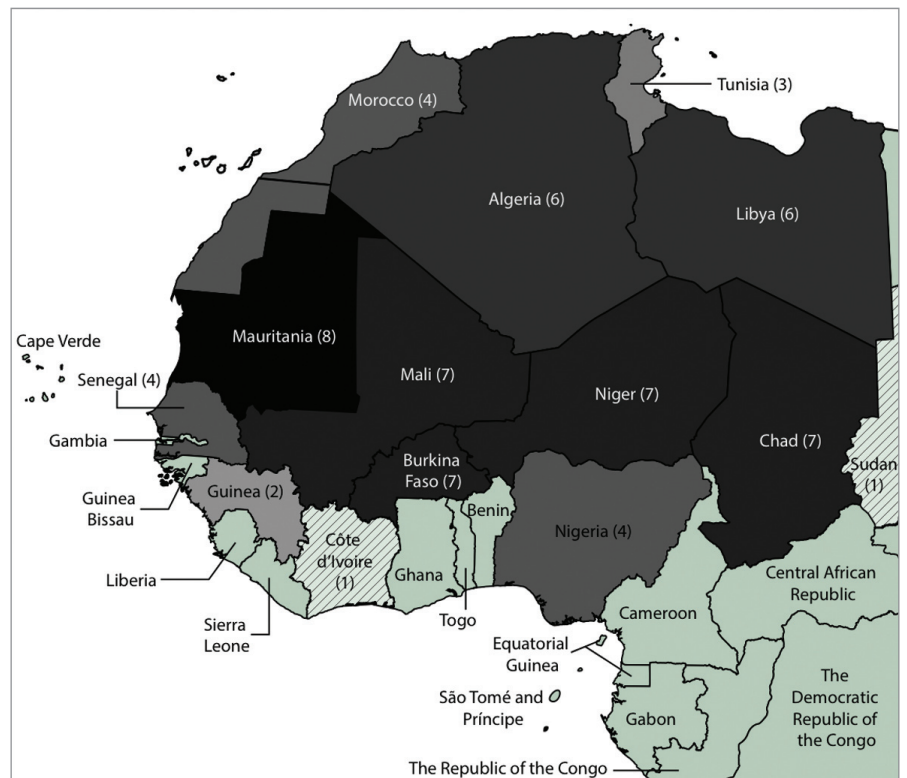 Tunisia (3)
Morocco (4)
Algeria (6)
Libya (6)
Mauritania (8)
Cape Verde
Mali (7)
Senegal (4)
Niger (7)
Gambia
Chad (7)
Burkina
Faso (7)
Sudan
(1)
Guinea (2)
Guinea
Bissau
Benin
Nigeria (4)
Côte
d’Ivoire
(1)
Ghana
Liberia
Central African
Republic
Cameroon
Togo
Sierra
Leone
Equatorial
Guinea
The
Democratic
Republic of
the Congo
São Tomé and
Príncipe
Gabon
The Republic of the Congo